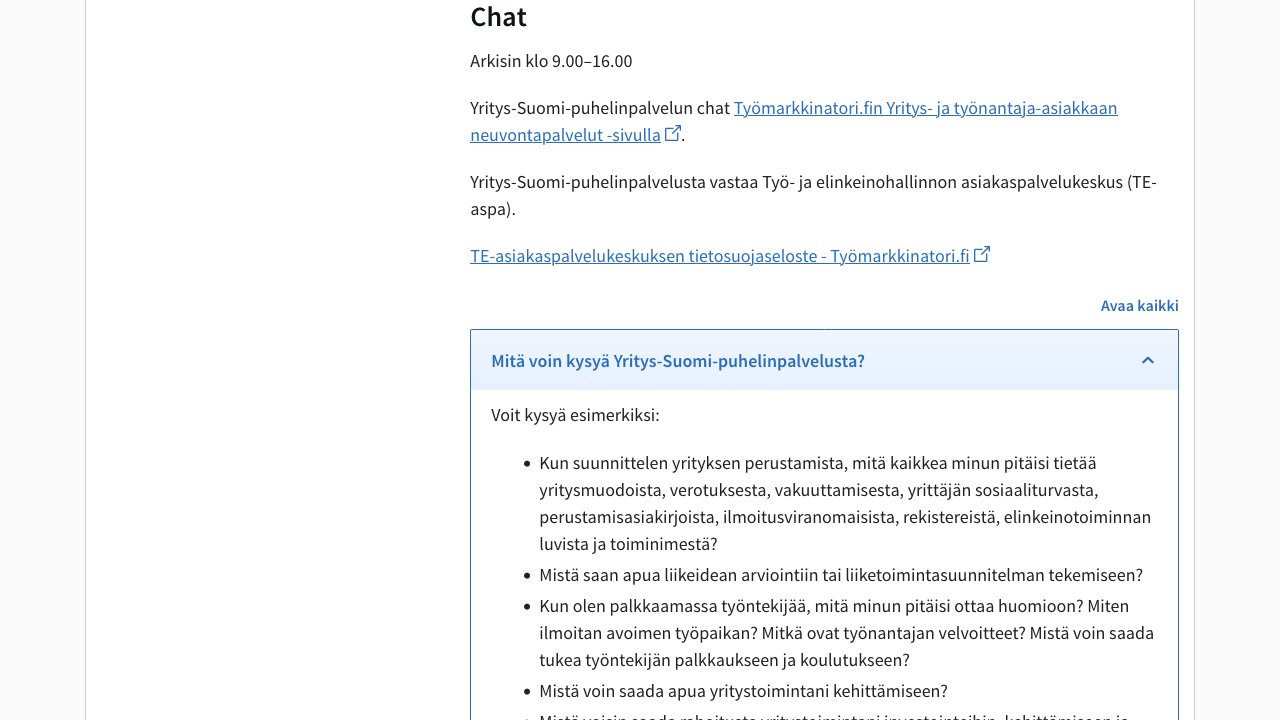 Chat
Arkisin klo 9.00–16.00
Yritys-Suomi-puhelinpalvelun chat Työmarkkinatori.fin Yritys- ja työnantaja-asiakkaan
neuvontapalvelut -sivulla.
Yritys-Suomi-puhelinpalvelusta vastaa Työ- ja elinkeinohallinnon asiakaspalvelukeskus (TE-
aspa).
TE-asiakaspalvelukeskuksen tietosuojaseloste - Työmarkkinatori.fi
Avaa kaikki
Mitä voin kysyä Yritys-Suomi-puhelinpalvelusta?
Voit kysyä esimerkiksi:
• Kun suunnittelen yrityksen perustamista, mitä kaikkea minun pitäisi tietää
yritysmuodoista, verotuksesta, vakuuttamisesta, yrittäjän sosiaaliturvasta,
perustamisasiakirjoista, ilmoitusviranomaisista, rekistereistä, elinkeinotoiminnan
luvista ja toiminimestä?
• Mistä saan apua liikeidean arviointiin tai liiketoimintasuunnitelman tekemiseen?
• Kun olen palkkaamassa työntekijää, mitä minun pitäisi ottaa huomioon? Miten
ilmoitan avoimen työpaikan? Mitkä ovat työnantajan velvoitteet? Mistä voin saada
tukea työntekijän palkkaukseen ja koulutukseen?
• Mistä voin saada apua yritystoimintani kehittämiseen?